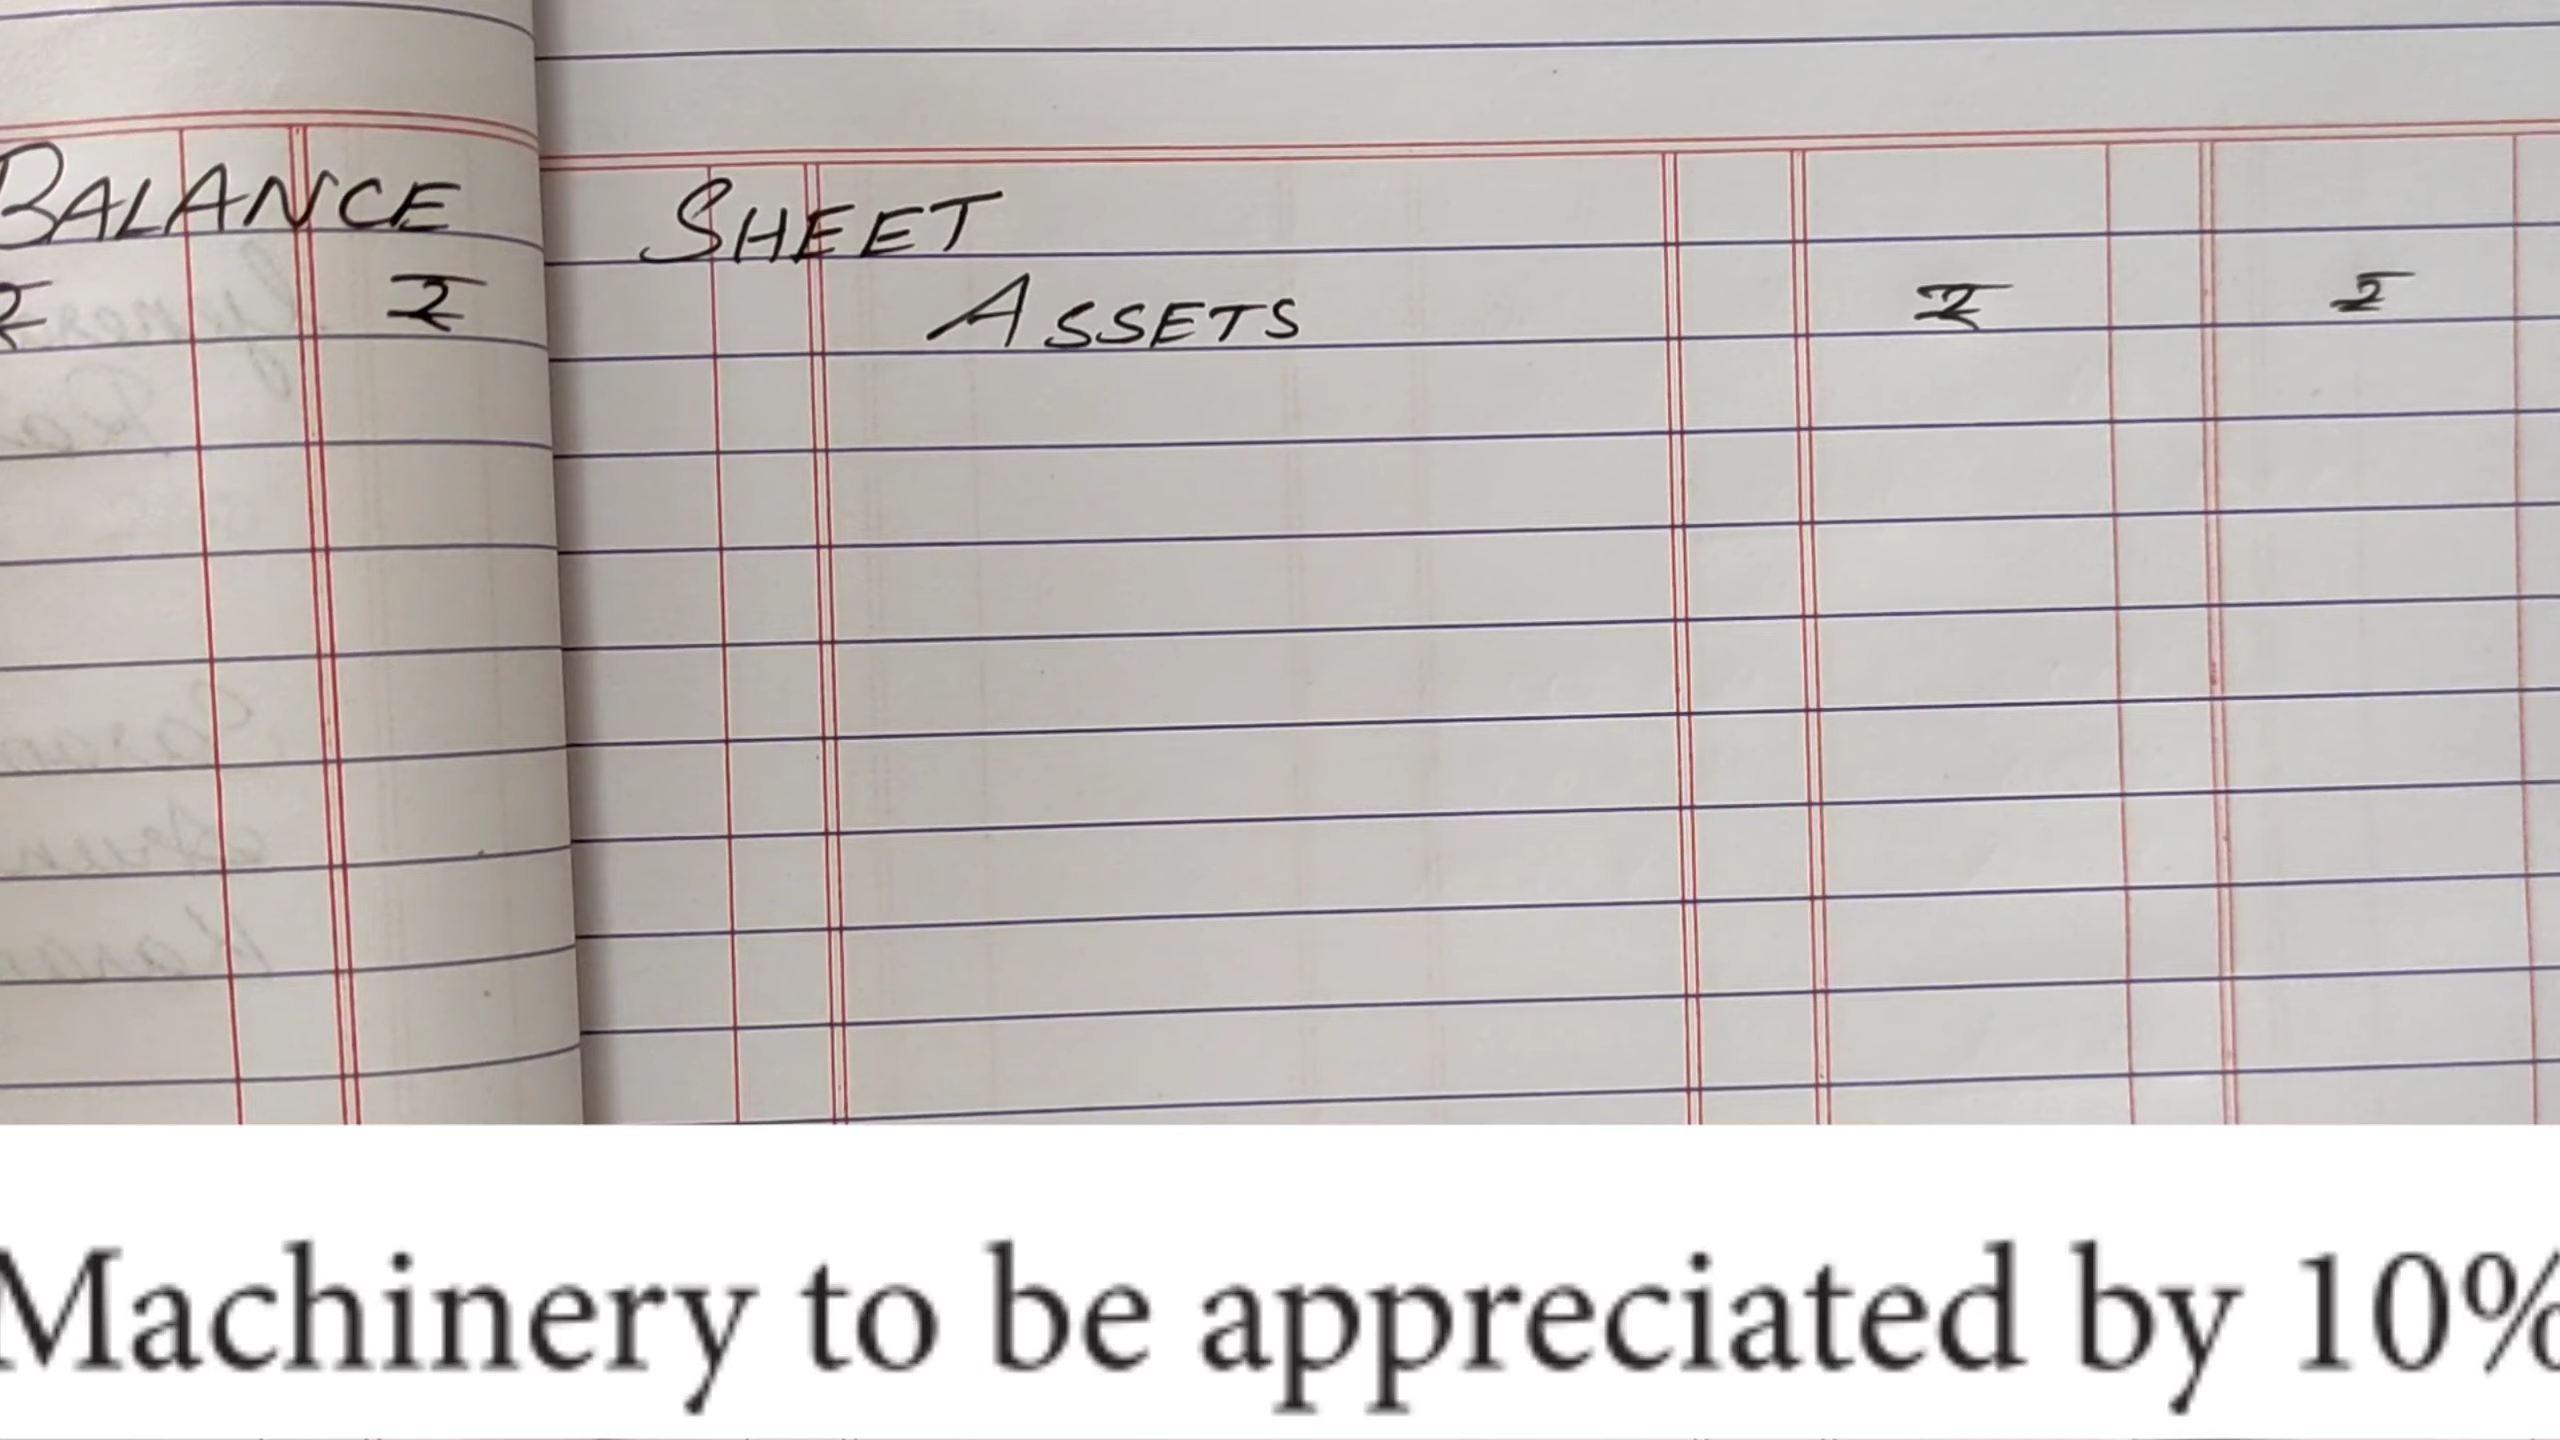 BALANCE SHEET
₹ ₹ ASSETS ₹ ₹
Machinery to be appreciated by 10%